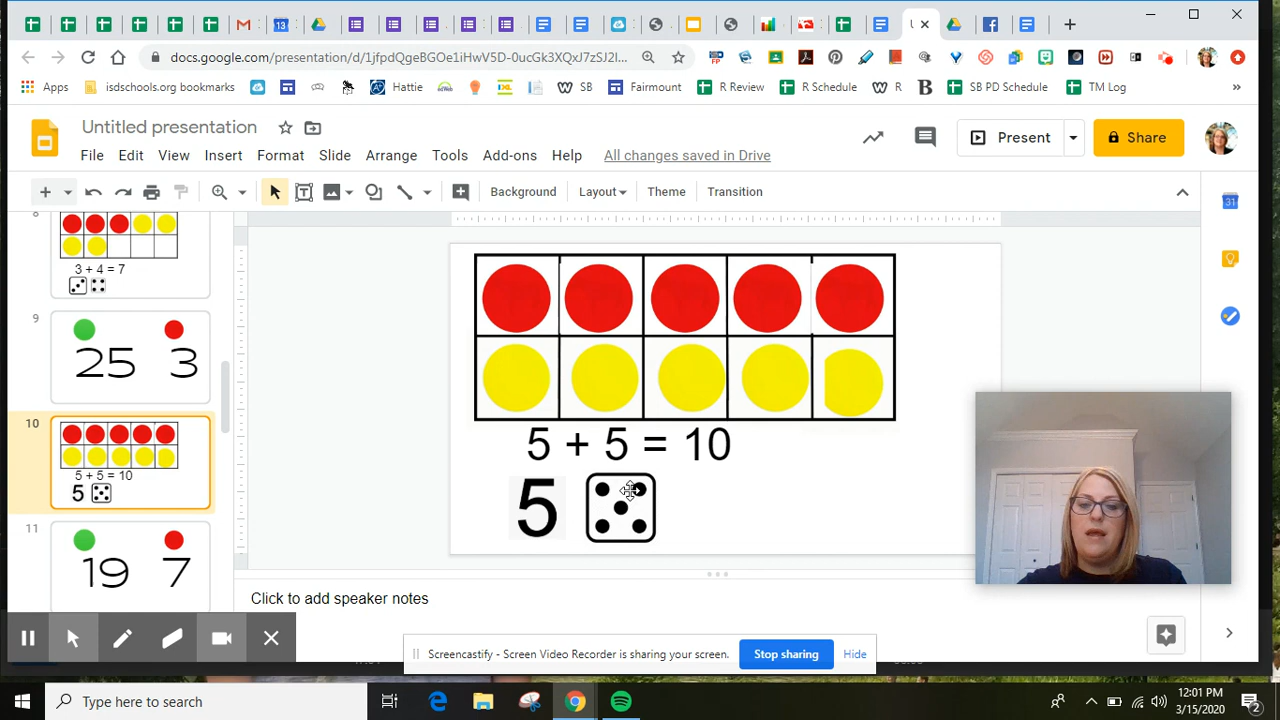 13
docs.google.com/presentation/d/1ifpdQgeBGOe1iHwV5D-0ucGk3XQxJ7zSJ2l...
Apps isdschools.org bookmarks Hattie SB Fairmount R Review R Schedule R SB PD Schedule TM Log »
Untitled presentation
File Edit View Insert Format Slide Arrange Tools Add-ons Help All changes saved in Drive
Present Share
Background Layout Theme Transition
31
8
3 + 4 = 7
9
25 3
10
5 + 5 = 10
5
11
19 7
5 + 5 = 10
5
Click to add speaker notes
Screencastify - Screen Video Recorder is sharing your screen. Stop sharing Hide
Type here to search
12:01 PM
3/15/2020
2